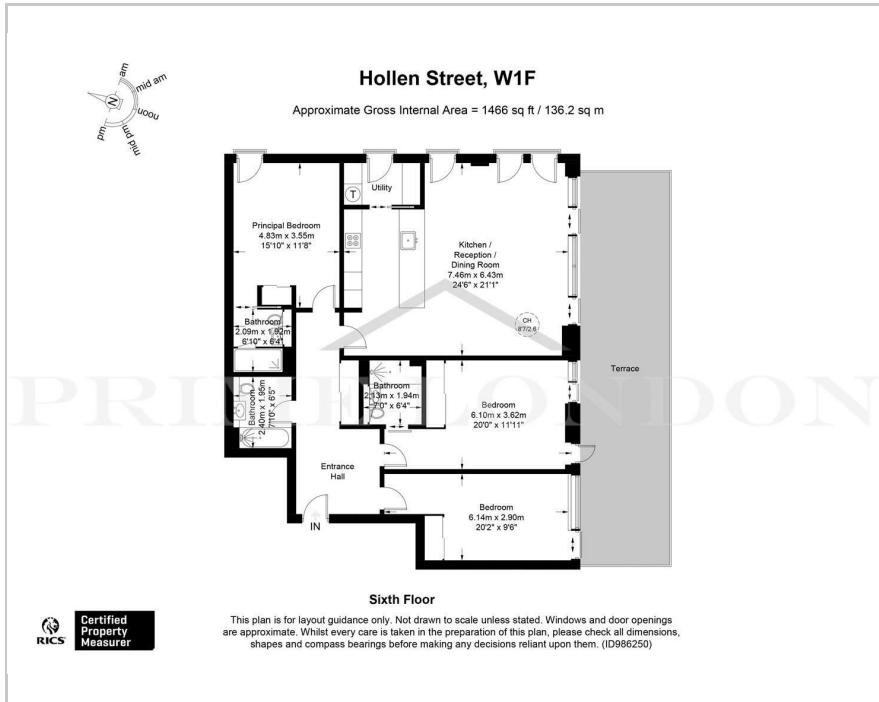 Hollen Street, W1F
Approximate Gross Internal Area = 1466 sq ft / 136.2 sq m
N
am
mid am
noon
mid pm
pm
Utility
T
Principal Bedroom
4.83m x 3.55m
15'10" x 11'8"
Kitchen /
Reception /
Dining Room
7.46m x 6.43m
24'6" x 21'1"
CH
8'7/2.6
Bathroom
2.09m x 1.92m
6'10" x 6'4"
Terrace
Bathroom
2.40m x 1.95m
7'10" x 6'5"
Bathroom
2.13m x 1.94m
7'0" x 6'4"
Bedroom
6.10m x 3.62m
20'0" x 11'11"
PRIME LONDON
Entrance
Hall
Bedroom
6.14m x 2.90m
20'2" x 9'6"
IN
Sixth Floor
This plan is for layout guidance only. Not drawn to scale unless stated. Windows and door openings
are approximate. Whilst every care is taken in the preparation of this plan, please check all dimensions,
shapes and compass bearings before making any decisions reliant upon them. (ID986250)
RICS
Certified
Property
Measurer